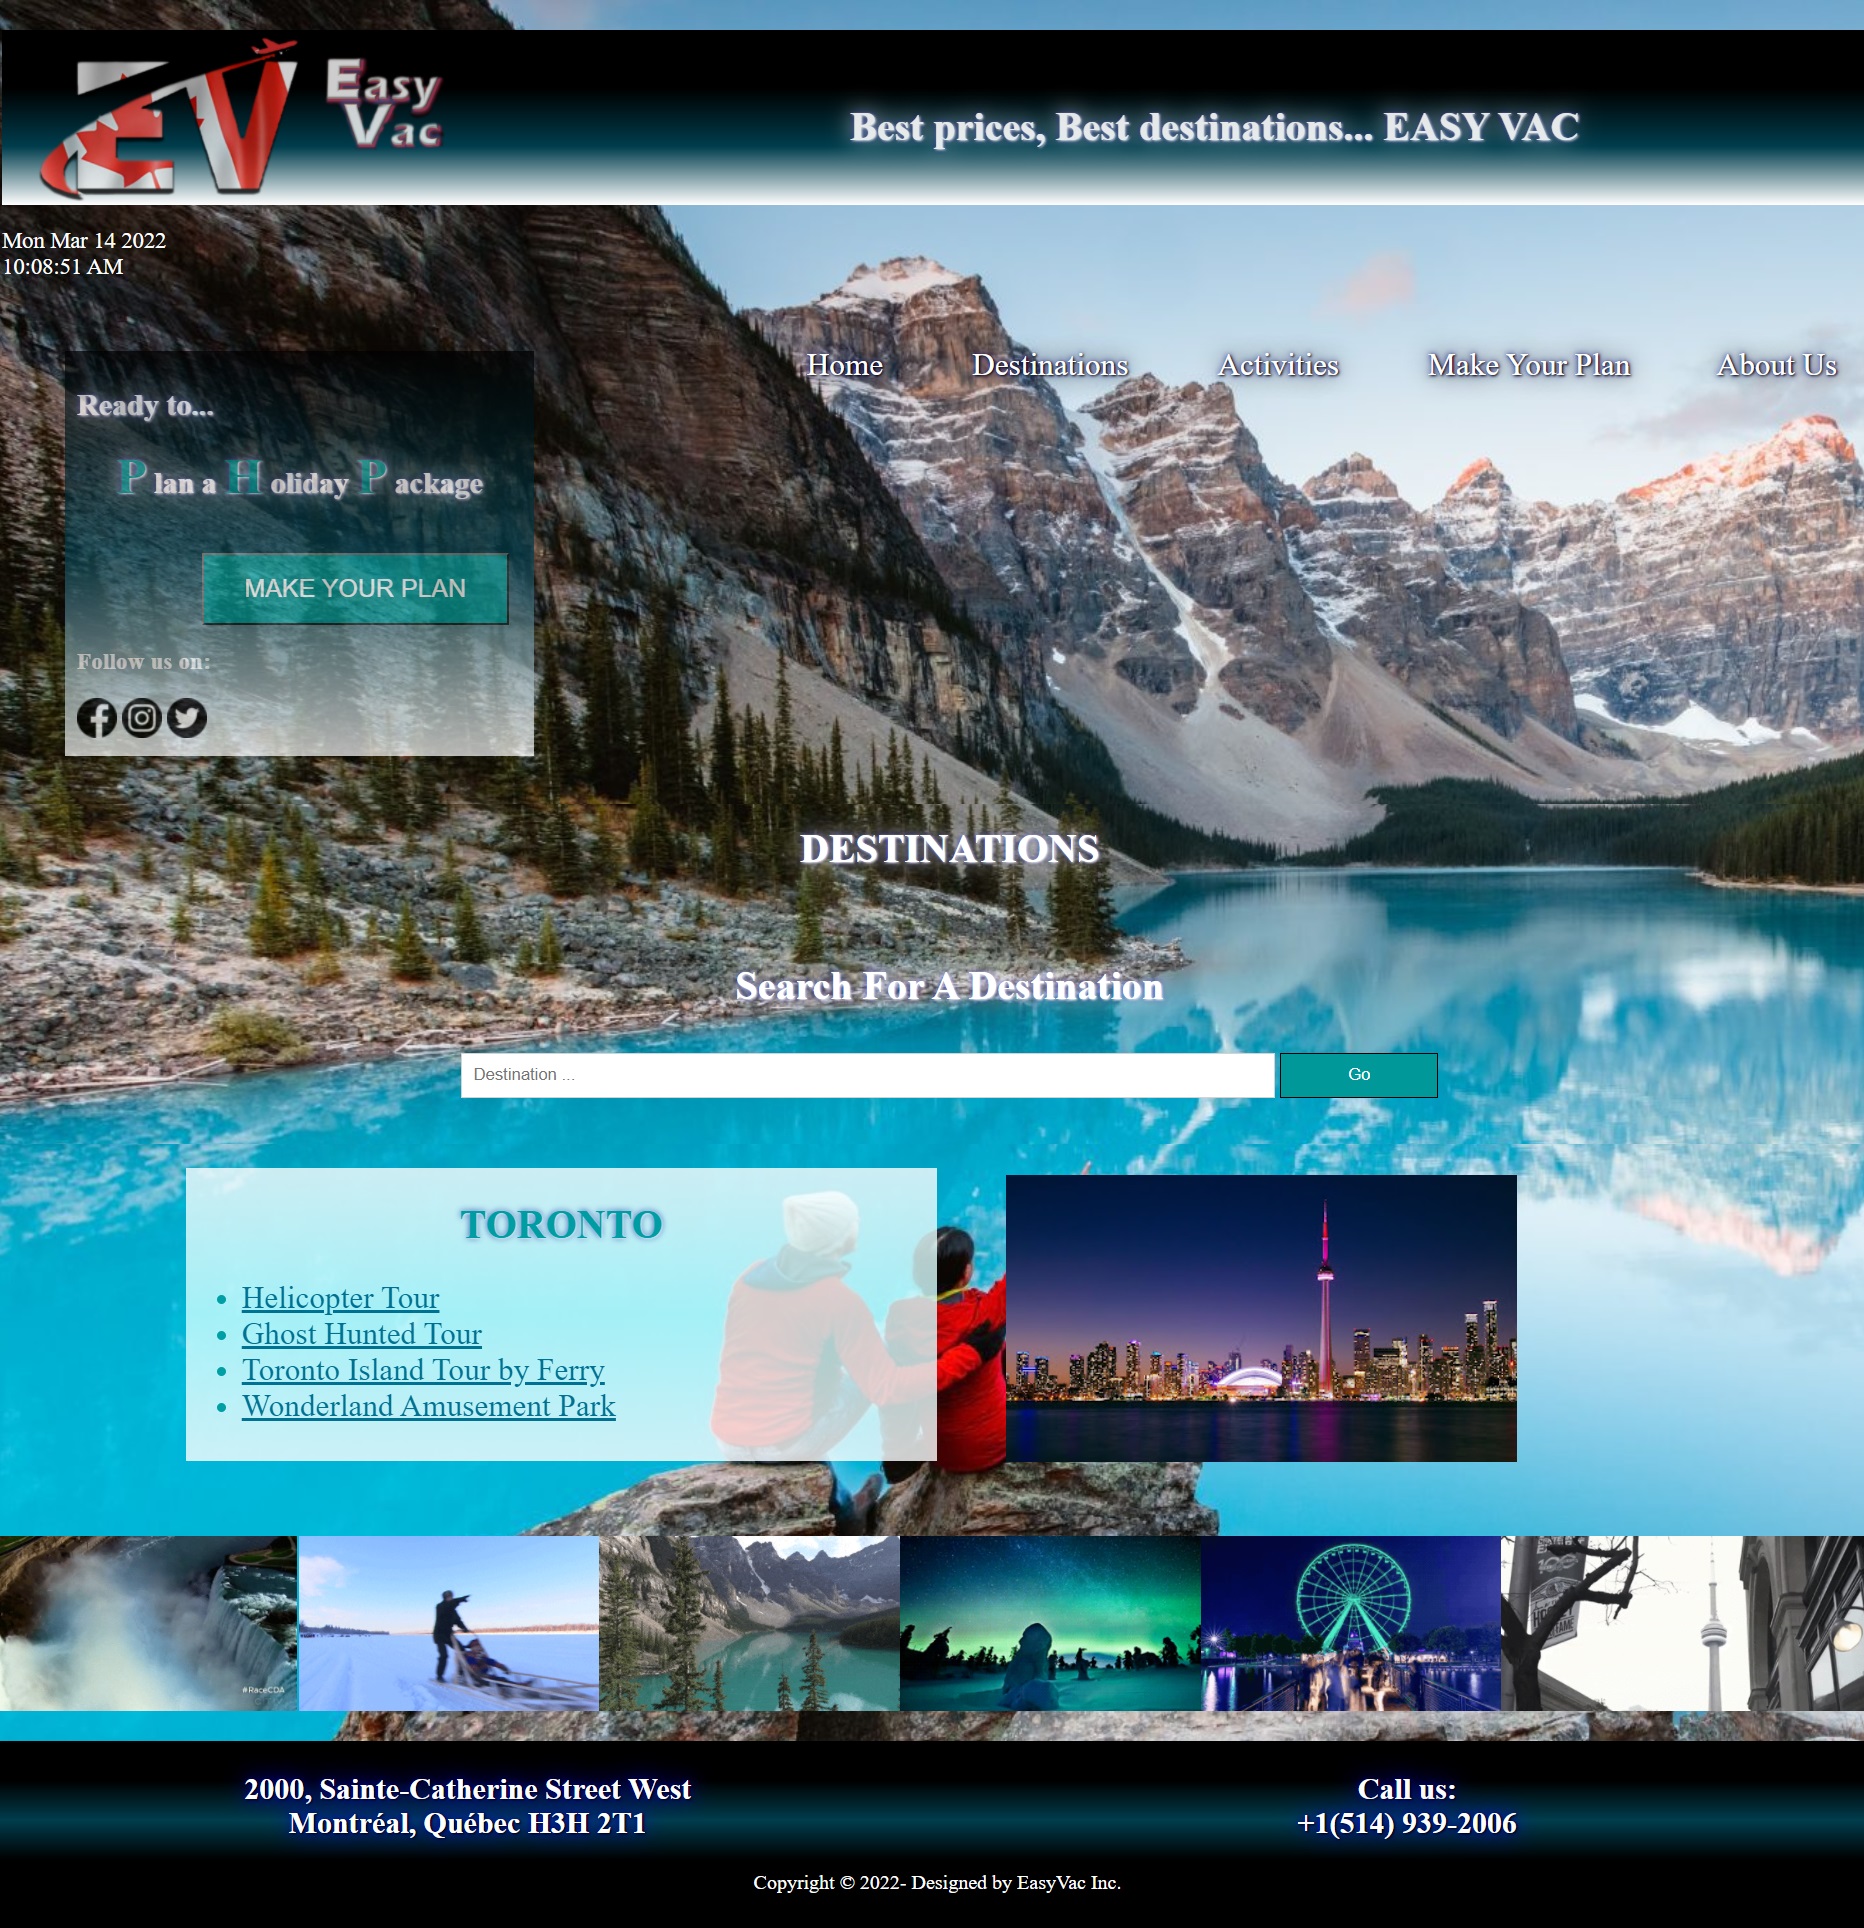 EV Easy
Vac
Best prices, Best destinations... EASY VAC
Mon Mar 14 2022
10:08:51 AM
Home Destinations Activities Make Your Plan About Us
Ready to...
P lan a H oliday P ackage
MAKE YOUR PLAN
Follow us on:
DESTINATIONS
Search For A Destination
Destination ...
Go
TORONTO
Helicopter Tour
Ghost Hunted Tour
Toronto Island Tour by Ferry
Wonderland Amusement Park
#RaceCDA
2000, Sainte-Catherine Street West
Montréal, Québec H3H 2T1
Call us:
+1(514) 939-2006
Copyright © 2022- Designed by EasyVac Inc.